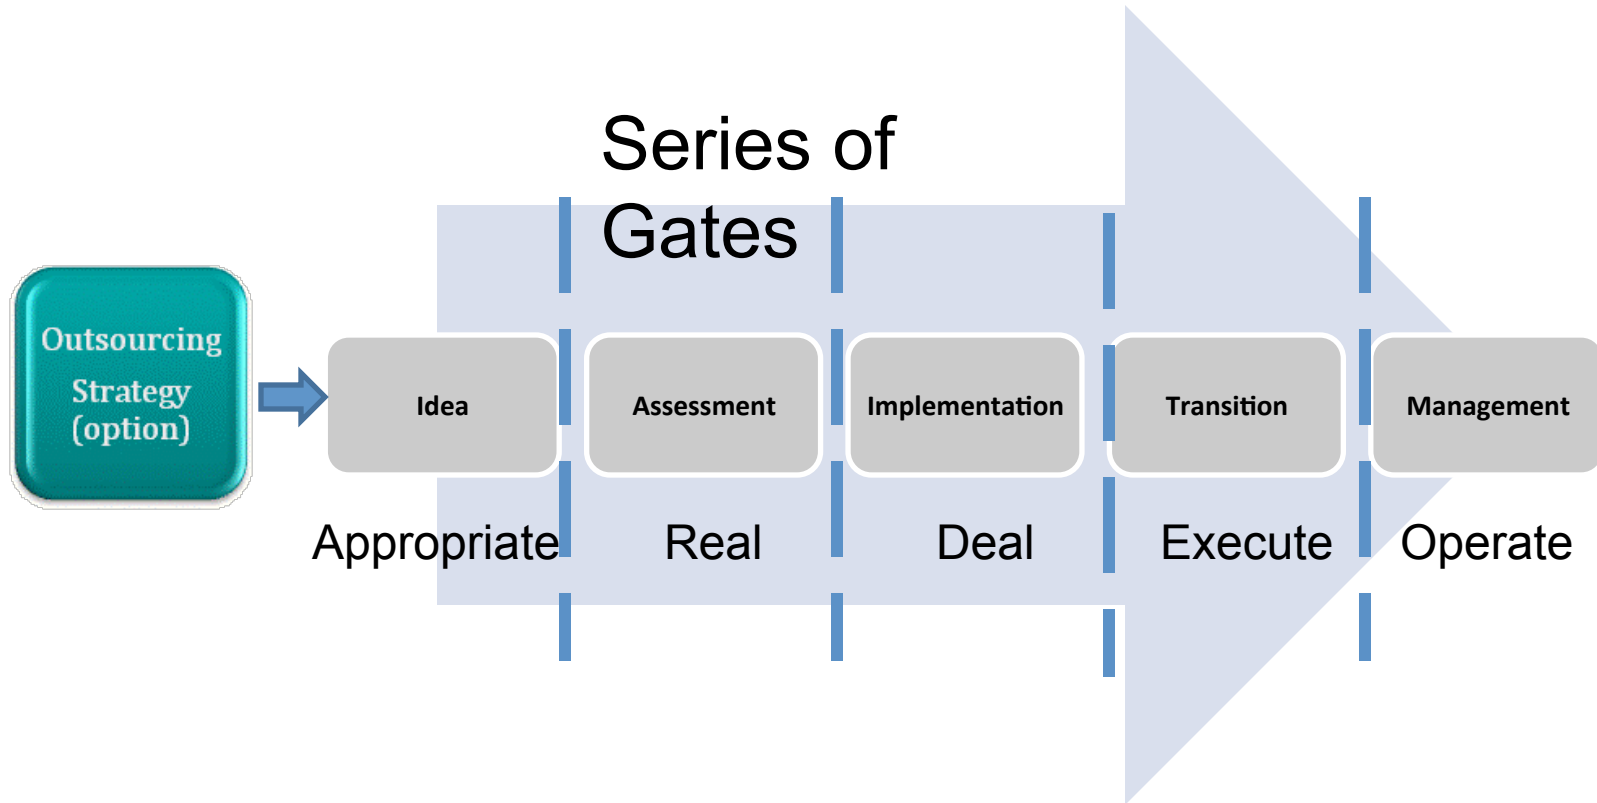 Series of
Gates
Outsourcing
Strategy
(option)
Idea
Assessment
Implementation
Transition
Management
Appropriate
Real
Deal
Execute
Operate